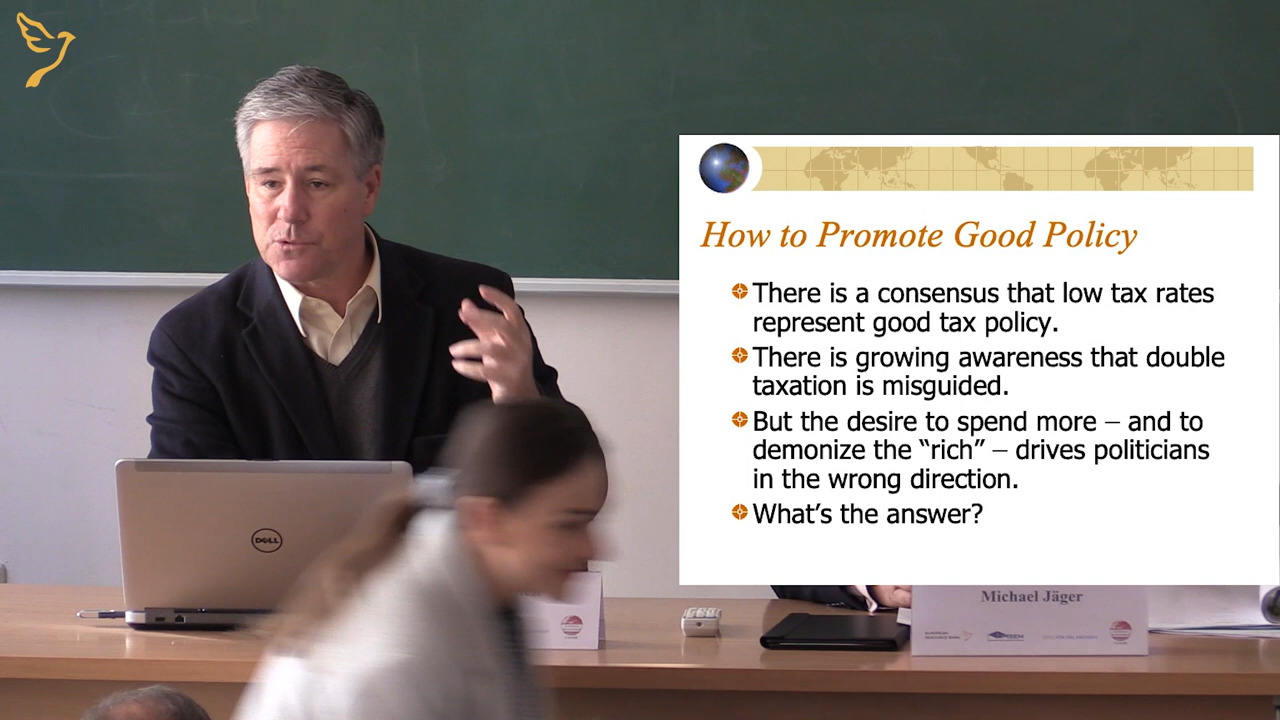 How to Promote Good Policy
There is a consensus that low tax rates
represent good tax policy.
There is growing awareness that double
taxation is misguided.
But the desire to spend more – and to
demonize the “rich” – drives politicians
in the wrong direction.
What’s the answer?
DELL
Michael Jäger